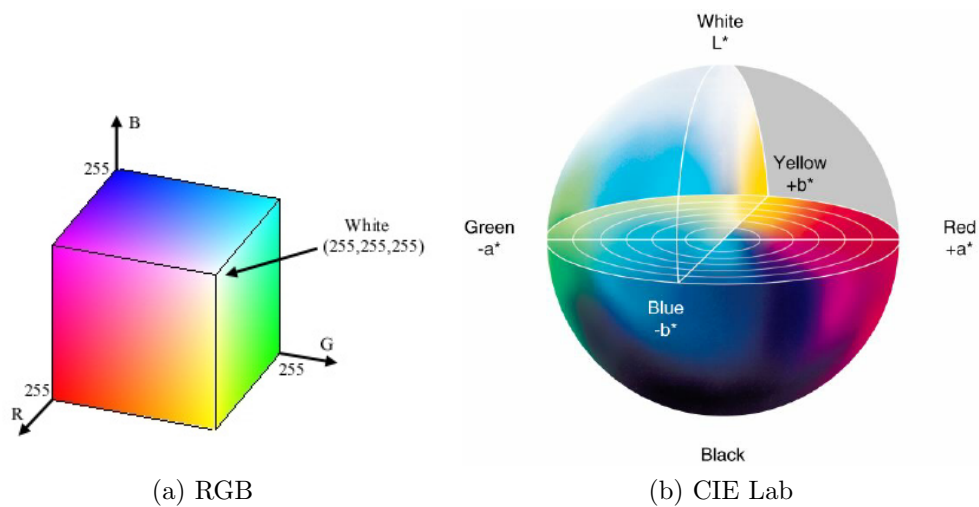 B
255
White
(255,255,255)
G
255
255
R
(a) RGB
White
L*
Yellow
+b*
Green
-a*
Red
+a*
Blue
-b*
Black
(b) CIE Lab